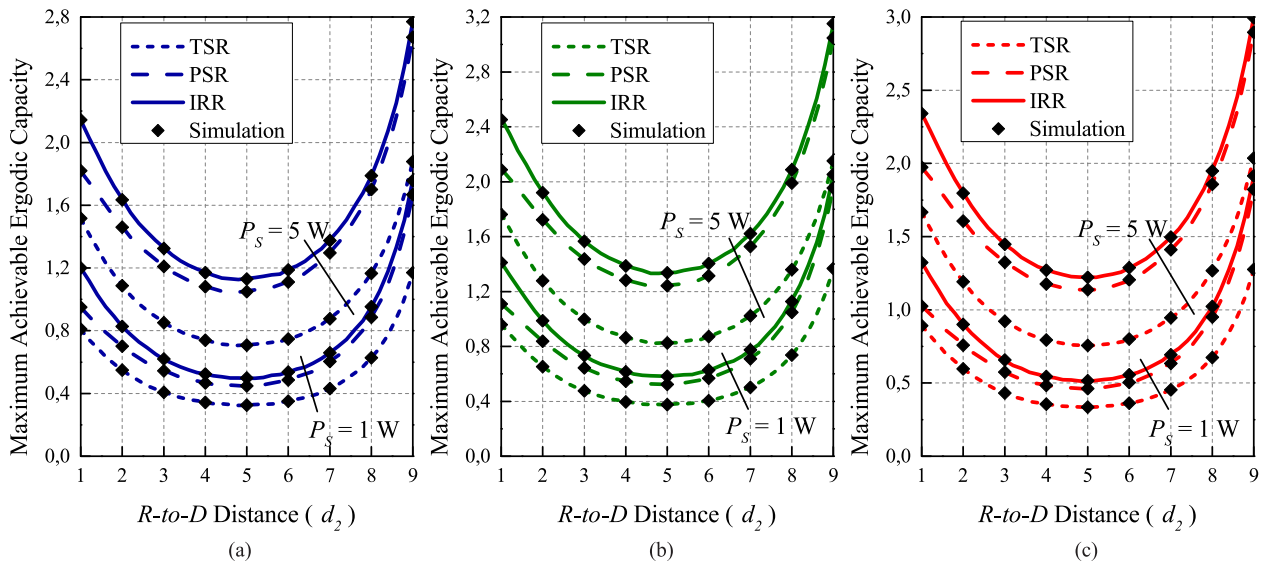 Maximum Achievable Ergodic Capacity
2,8
2,4
2,0
1,6
1,2
0,8
0,4
0,0
TSR
PSR
IRR
Simulation
P_S = 5 W
P_S = 1 W
1 2 3 4 5 6 7 8 9
R-to-D Distance ( d_2 )
(a)
Maximum Achievable Ergodic Capacity
3,6
3,2
2,8
2,4
2,0
1,6
1,2
0,8
0,4
0,0
TSR
PSR
IRR
Simulation
P_S = 5 W
P_S = 1 W
1 2 3 4 5 6 7 8 9
R-to-D Distance ( d_2 )
(b)
Maximum Achievable Ergodic Capacity
3,0
2,5
2,0
1,5
1,0
0,5
0,0
TSR
PSR
IRR
Simulation
P_S = 5 W
P_S = 1 W
1 2 3 4 5 6 7 8 9
R-to-D Distance ( d_2 )
(c)